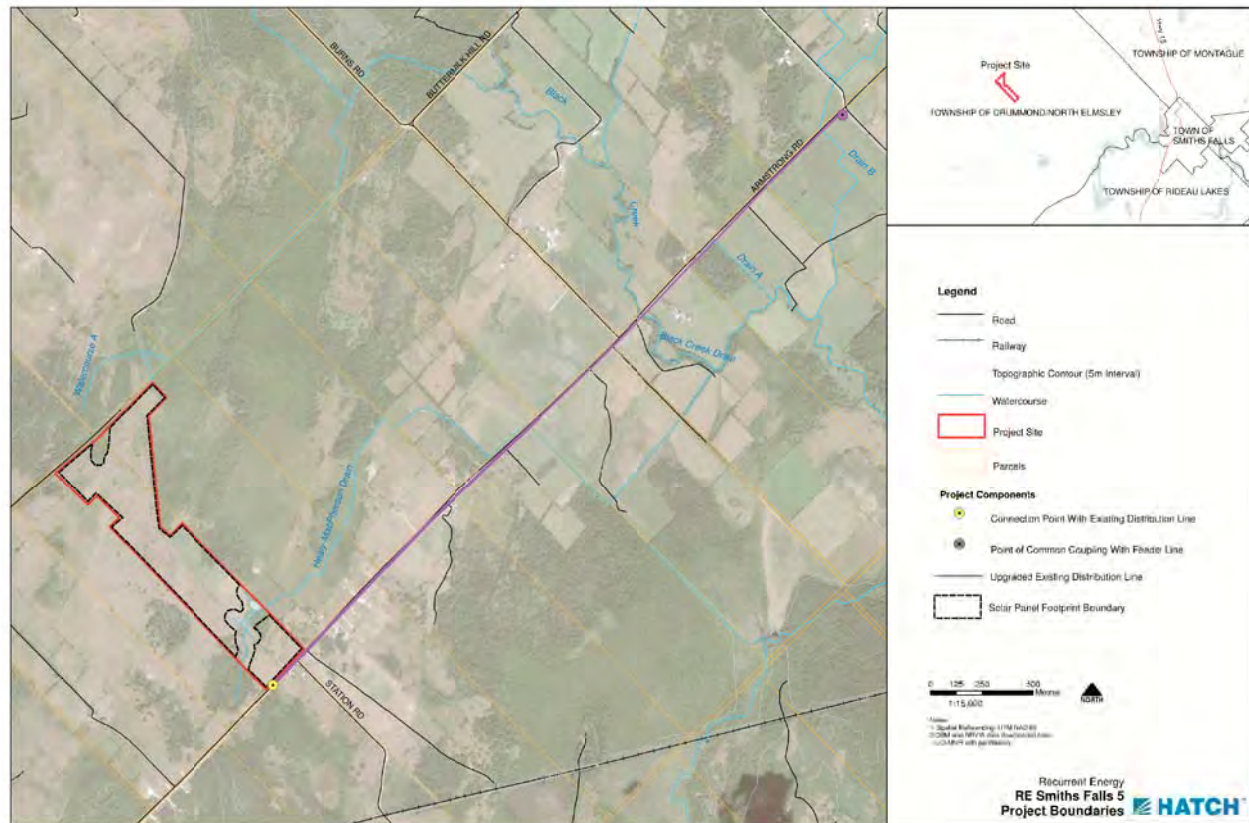 BURNS RD
BUTTERMILK HILL RD
Black
Creek
ARMSTRONG RD
Drain B
Drain A
Black Creek Drain
Watercourse A
Healy MacPherson Drain
STATION RD
Project Site
TOWNSHIP OF MONTAGUE
TOWNSHIP OF DRUMMOND/NORTH ELMSLEY
TOWN OF
SMITHS FALLS
TOWNSHIP OF RIDEAU LAKES
Hwy 15
Legend
Road
Railway
Topographic Contour (5m Interval)
Watercourse
Project Site
Parcels
Project Components
Connection Point With Existing Distribution Line
Point of Common Coupling With Feeder Line
Upgraded Existing Distribution Line
Solar Panel Footprint Boundary
0 125 250 500 Metres
1:15,000
NORTH
Notes:
Recurrent Energy
RE Smiths Falls 5
Project Boundaries
HATCH